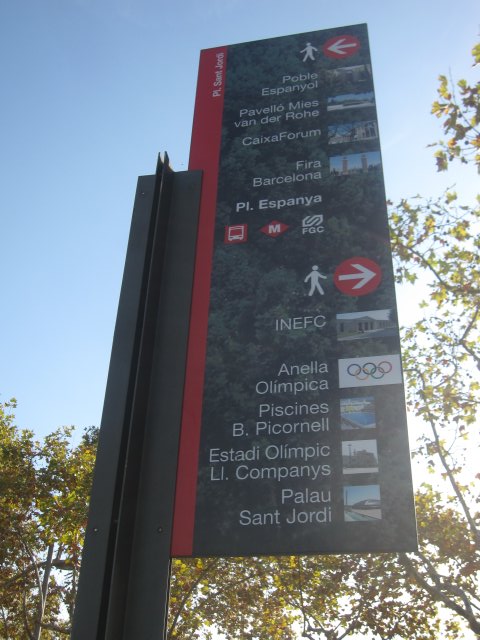 Pl. Sant Jordi
Poble
Espanyol
Pavelló Mies
van der Rohe
CaixaForum
Fira
Barcelona
Pl. Espanya
M
FGC
INEFC
Anella
Olímpica
Piscines
B. Picornell
Estadi Olímpic
Ll. Companys
Palau
Sant Jordi